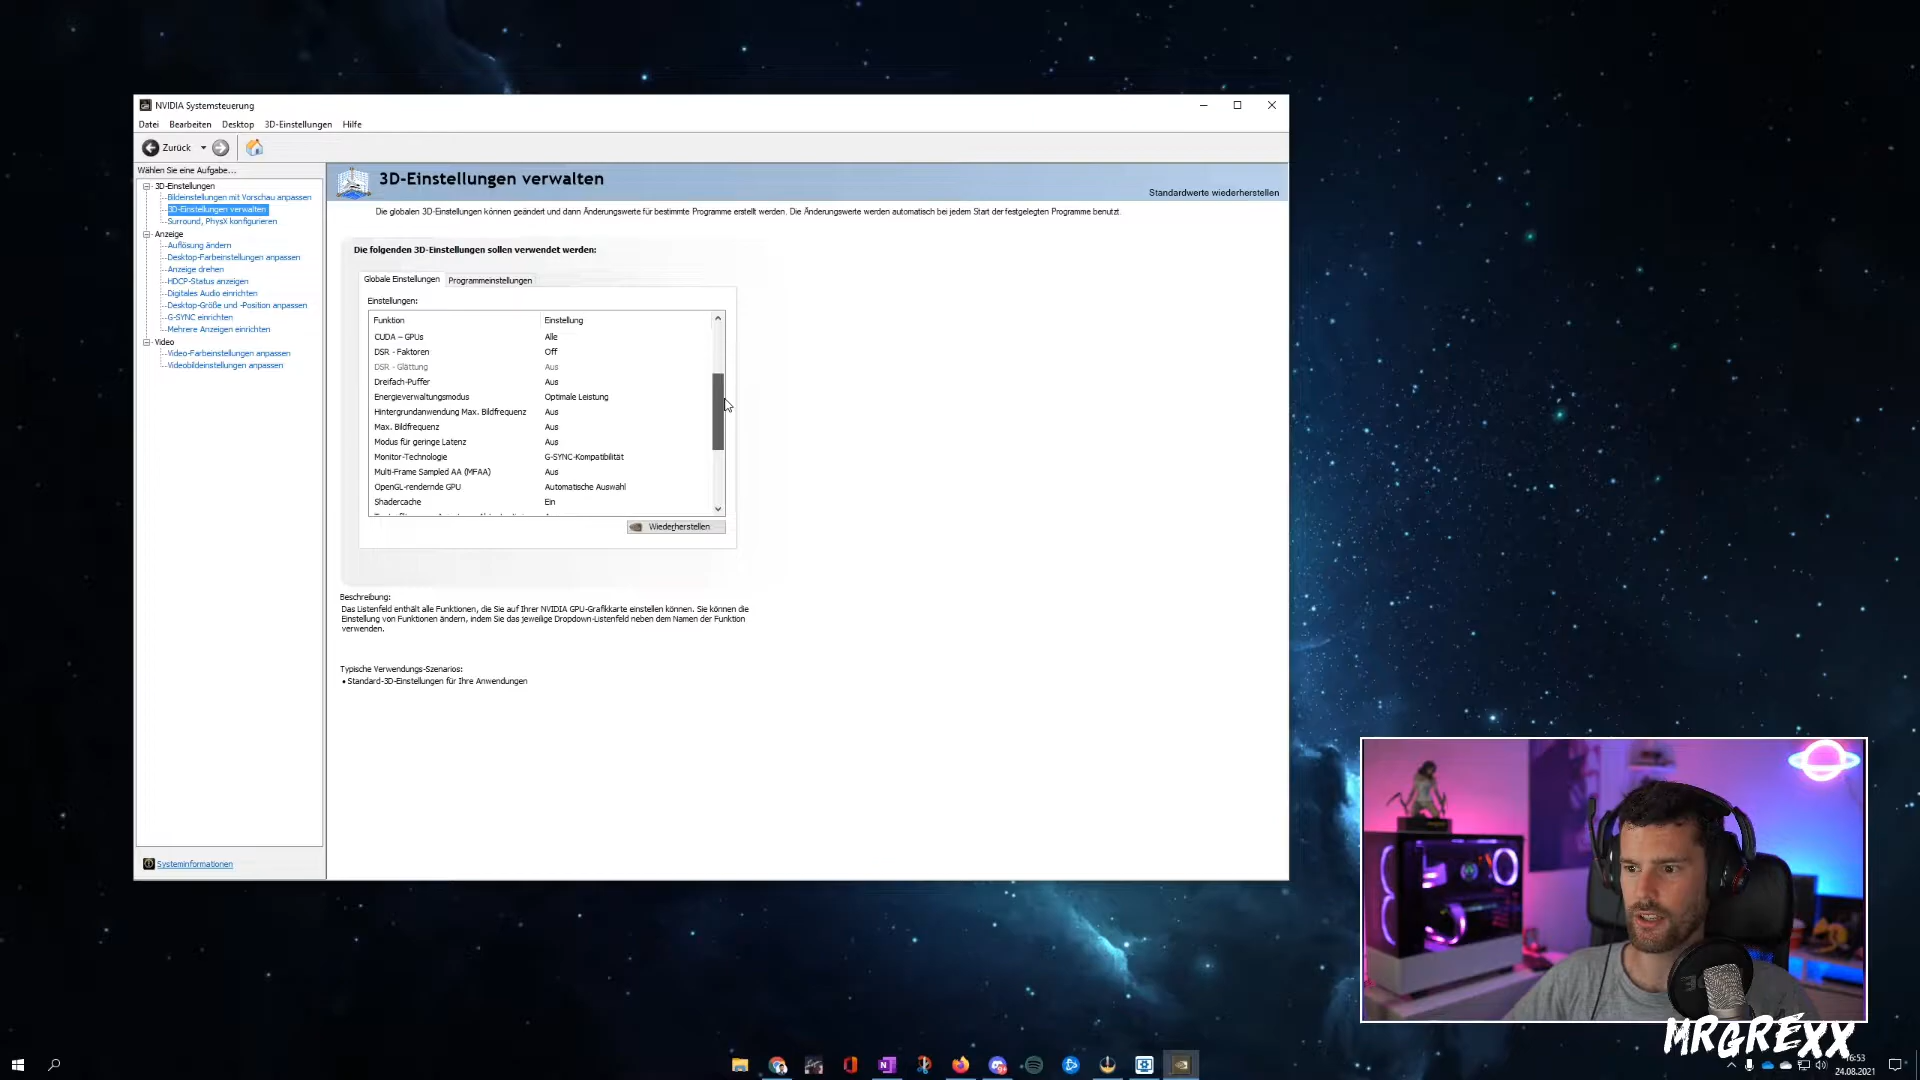 NVIDIA Systemsteuerung
Datei Bearbeiten Desktop 3D-Einstellungen Hilfe
Zurück
Wählen Sie eine Aufgabe...
3D-Einstellungen
Bildeinstellungen mit Vorschau anpassen
3D-Einstellungen verwalten
Surround, PhysX konfigurieren
Anzeige
Auflösung ändern
Desktop-Farbeinstellungen anpassen
Anzeige drehen
HDCP-Status anzeigen
Digitales Audio einrichten
Desktop-Größe und -Position anpassen
G-SYNC einrichten
Mehrere Anzeigen einrichten
Video
Video-Farbeinstellungen anpassen
Videobildeinstellungen anpassen
Systeminformationen
3D-Einstellungen verwalten
Standardwerte wiederherstellen
Die globalen 3D-Einstellungen können geändert und dann Änderungswerte für bestimmte Programme erstellt werden. Die Änderungswerte werden automatisch bei jedem Start der festgelegten Programme benutzt.
Die folgenden 3D-Einstellungen sollen verwendet werden:
Globale Einstellungen Programmeinstellungen
Einstellungen:
Funktion Einstellung
CUDA – GPUs Alle
DSR - Faktoren Off
DSR - Glättung Aus
Dreifach-Puffer Aus
Energieverwaltungsmodus Optimale Leistung
Hintergrundanwendung Max. Bildfrequenz Aus
Max. Bildfrequenz Aus
Modus für geringe Latenz Aus
Monitor-Technologie G-SYNC-Kompatibilität
Multi-Frame Sampled AA (MFAA) Aus
OpenGL-rendernde GPU Automatische Auswahl
Shadercache Ein
Wiederherstellen
Beschreibung:
Das Listenfeld enthält alle Funktionen, die Sie auf Ihrer NVIDIA GPU-Grafikkarte einstellen können. Sie können die
Einstellung von Funktionen ändern, indem Sie das jeweilige Dropdown-Listenfeld neben dem Namen der Funktion
verwenden.
Typische Verwendungs-Szenarios:
• Standard-3D-Einstellungen für Ihre Anwendungen
MRGREXX
16:53
24.08.2021